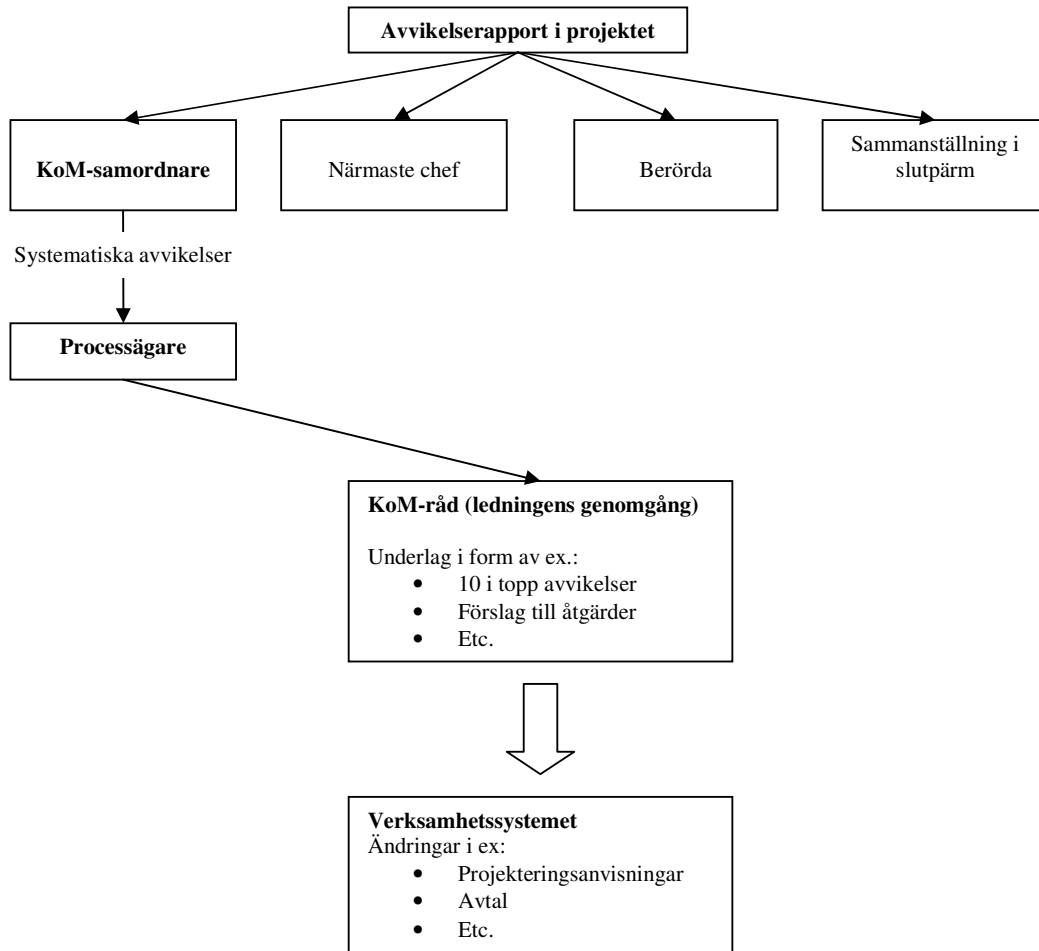 Avvikelserapport i projektet
KoM-samordnare
Närmaste chef
Berörda
Sammanställning i
slutpärm
Systematiska avvikelser
Processägare
KoM-råd (ledningens genomgång)
Underlag i form av ex.:
• 10 i topp avvikelser
• Förslag till åtgärder
• Etc.
Verksamhetssystemet
Ändringar i ex:
• Projekteringsanvisningar
• Avtal
• Etc.